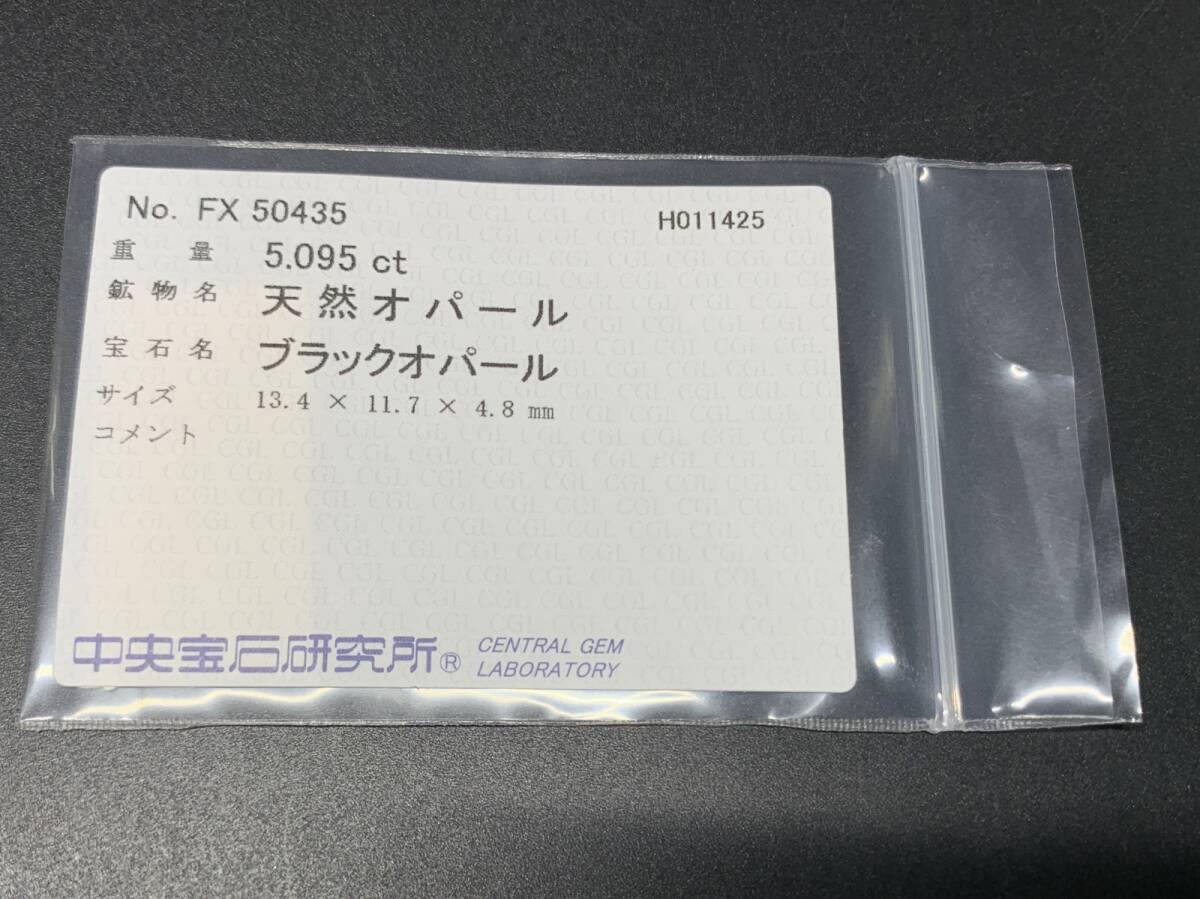 No. FX 50435 H011425
重量 5.095 ct
鉱物名 天然オパール
宝石名 ブラックオパール
サイズ 13.4 × 11.7 × 4.8 mm
コメント
中央宝石研究所® CENTRAL GEM
LABORATORY